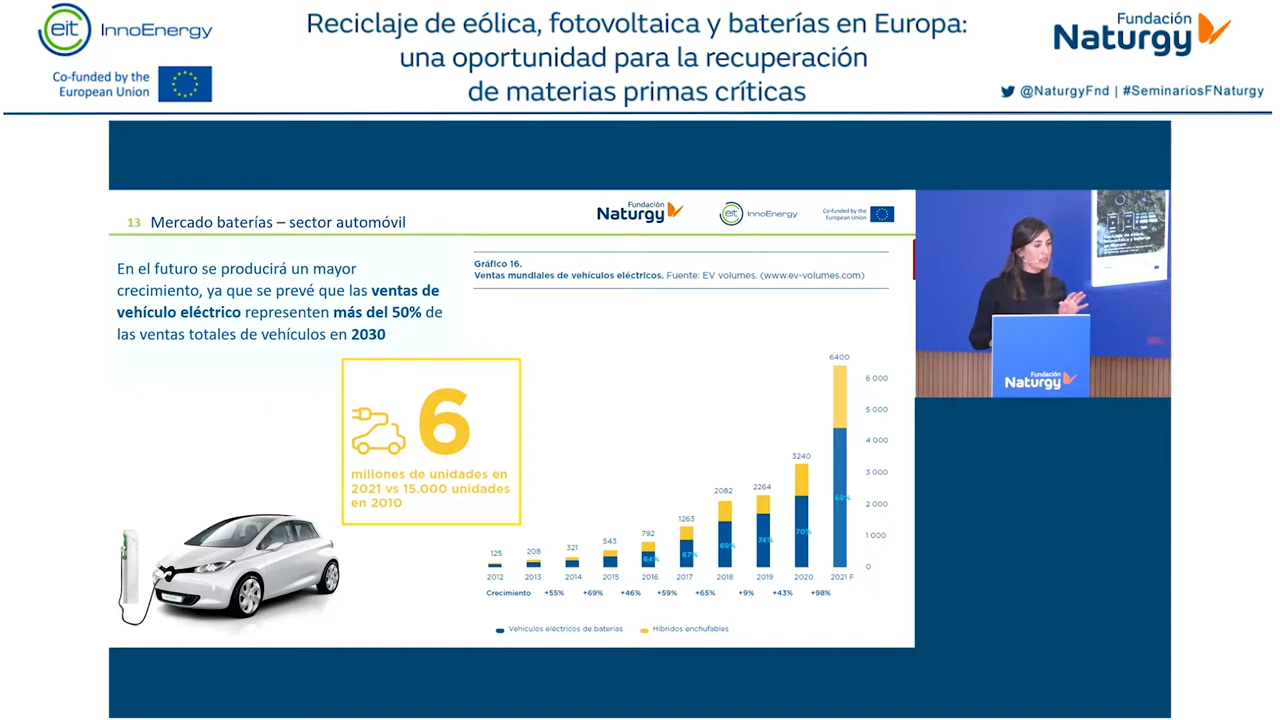 eit InnoEnergy
Co-funded by the
European Union
Reciclaje de eólica, fotovoltaica y baterías en Europa:
una oportunidad para la recuperación
de materias primas críticas
Fundación
Naturgy
@NaturgyFnd | #SeminariosFNaturgy
13 Mercado baterías – sector automóvil
Fundación
Naturgy
eit InnoEnergy
Co-funded by the
European Union
En el futuro se producirá un mayor
crecimiento, ya que se prevé que las ventas de
vehículo eléctrico representen más del 50% de
las ventas totales de vehículos en 2030
Gráfico 16.
Ventas mundiales de vehículos eléctricos. Fuente: EV volumes. (www.ev-volumes.com)
6
millones de unidades en
2021 vs 15.000 unidades
en 2010
6400
6 000
5 000
4 000
3240
3 000
2082 2264
2 000
1263
792
543
321
208
125
1 000
0
64% 67% 69% 74% 70% 69%
2012 2013 2014 2015 2016 2017 2018 2019 2020 2021 F
Crecimiento +55% +69% +46% +59% +65% +9% +43% +98%
Vehículos eléctricos de baterías Híbridos enchufables
Reciclaje de eólica,
fotovoltaica y baterías
Fundación
Naturgy